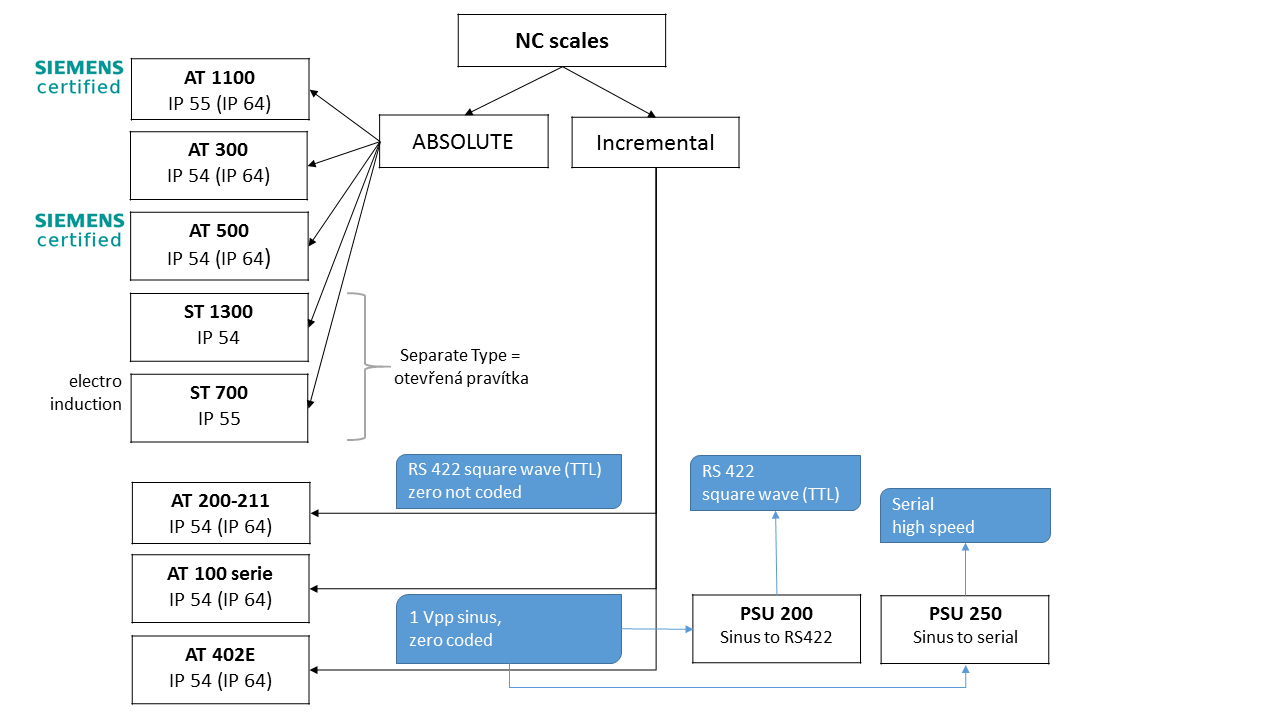 NC scales
SIEMENS
certified
AT 1100
IP 55 (IP 64)
ABSOLUTE
Incremental
AT 300
IP 54 (IP 64)
SIEMENS
certified
AT 500
IP 54 (IP 64)
ST 1300
IP 54
Separate Type =
otevřená pravítka
electro
induction
ST 700
IP 55
RS 422 square wave (TTL)
zero not coded
RS 422
square wave (TTL)
Serial
high speed
AT 200-211
IP 54 (IP 64)
AT 100 serie
IP 54 (IP 64)
1 Vpp sinus,
zero coded
PSU 200
Sinus to RS422
PSU 250
Sinus to serial
AT 402E
IP 54 (IP 64)